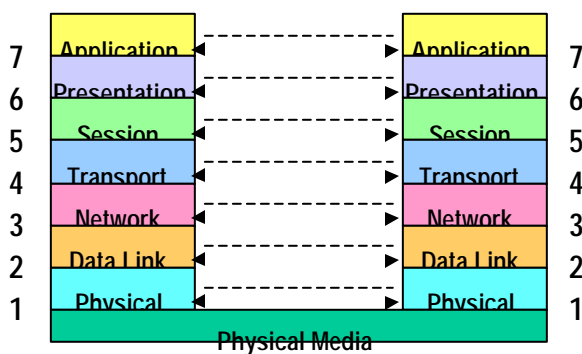 Application Application
7 7
Presentation Presentation
6 6
Session Session
5 5
Transport Transport
4 4
Network Network
3 3
Data Link Data Link
2 2
Physical Physical
1 1
Physical Media